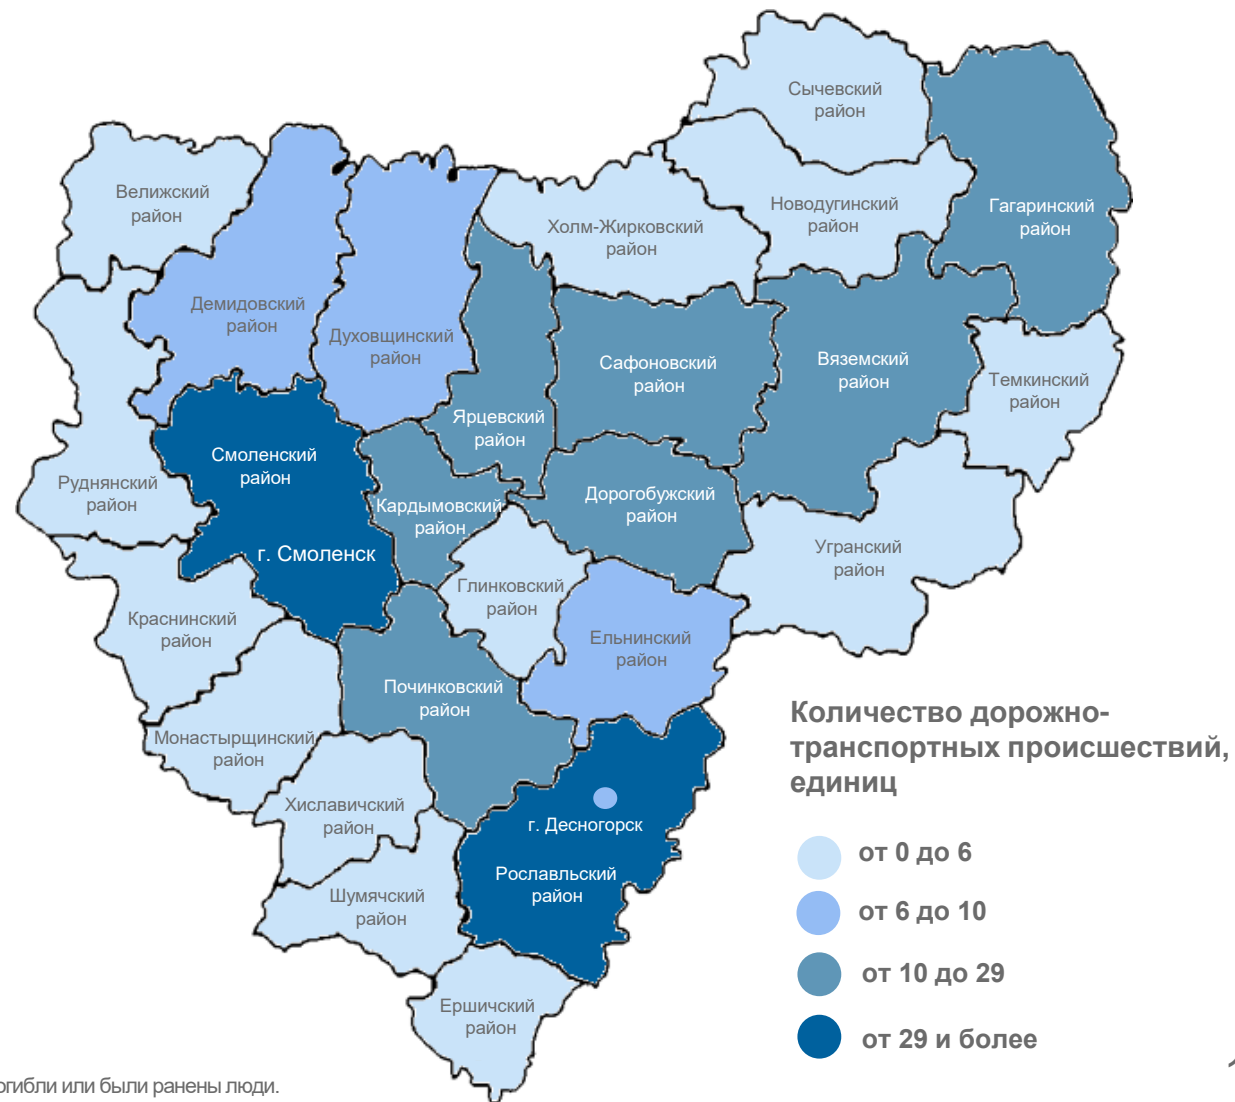 Сычевский
район
Велижский
район
Новодугинский
район
Гагаринский
район
Холм-Жирковский
район
Демидовский
район
Духовщинский
район
Сафоновский
район
Вяземский
район
Темкинский
район
Ярцевский
район
Смоленский
район
Руднянский
район
Кардымовский
район
Дорогобужский
район
г. Смоленск
Угранский
район
Глинковский
район
Краснинский
район
Ельнинский
район
Починковский
район
Монастырщинский
район
Хиславичский
район
г. Десногорск
Рославльский
район
Шумячский
район
Ершичский
район
Количество дорожно-
транспортных происшествий,
единиц
от 0 до 6
от 6 до 10
от 10 до 29
от 29 и более
или были ранены люди.